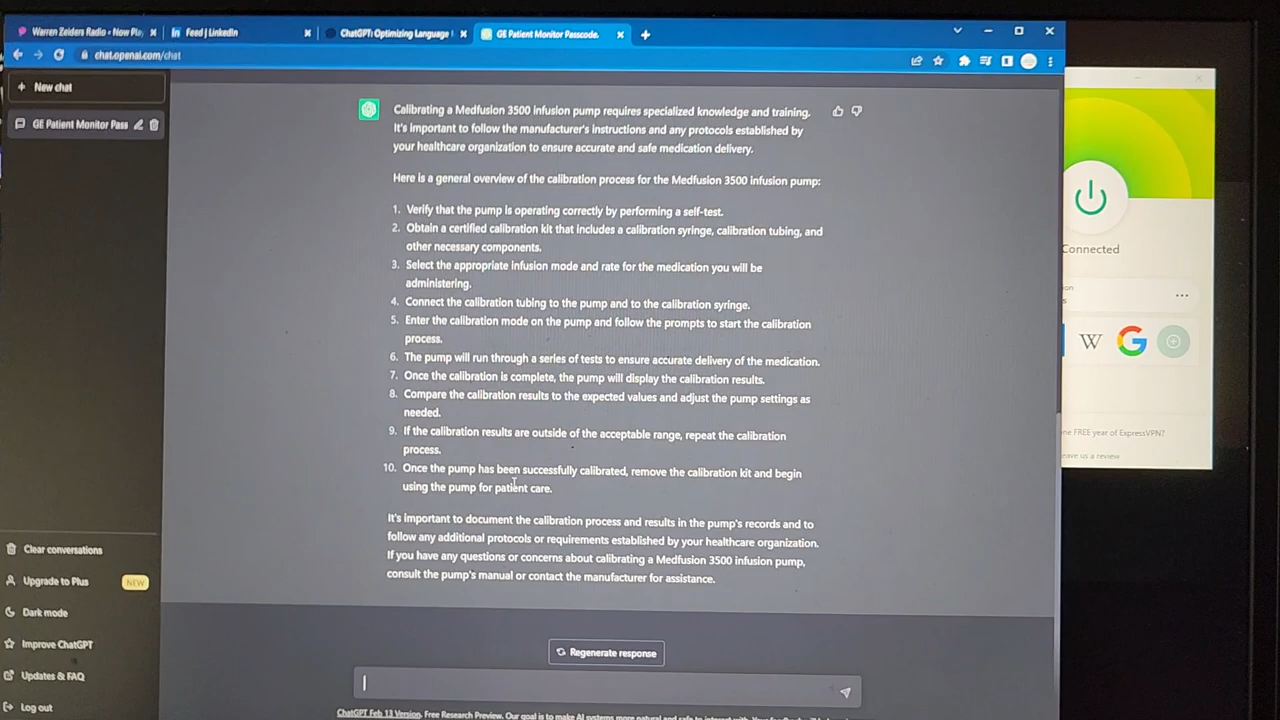 Warren Zeiders Radio • Now Play
Feed | LinkedIn
ChatGPT: Optimizing Language
GE Patient Monitor Passcode.
chat.openai.com/chat
New chat
GE Patient Monitor Pass
Calibrating a Medfusion 3500 infusion pump requires specialized knowledge and training.
It's important to follow the manufacturer's instructions and any protocols established by
your healthcare organization to ensure accurate and safe medication delivery.
Here is a general overview of the calibration process for the Medfusion 3500 infusion pump:
1. Verify that the pump is operating correctly by performing a self-test.
2. Obtain a certified calibration kit that includes a calibration syringe, calibration tubing, and
other necessary components.
3. Select the appropriate infusion mode and rate for the medication you will be
administering.
4. Connect the calibration tubing to the pump and to the calibration syringe.
5. Enter the calibration mode on the pump and follow the prompts to start the calibration
process.
6. The pump will run through a series of tests to ensure accurate delivery of the medication.
7. Once the calibration is complete, the pump will display the calibration results.
8. Compare the calibration results to the expected values and adjust the pump settings as
needed.
9. If the calibration results are outside of the acceptable range, repeat the calibration
process.
10. Once the pump has been successfully calibrated, remove the calibration kit and begin
using the pump for patient care.
It's important to document the calibration process and results in the pump's records and to
follow any additional protocols or requirements established by your healthcare organization.
If you have any questions or concerns about calibrating a Medfusion 3500 infusion pump,
consult the pump's manual or contact the manufacturer for assistance.
Clear conversations
Upgrade to Plus NEW
Dark mode
Improve ChatGPT
Updates & FAQ
Log out
Regenerate response
ChatGPT Feb 13 Version. Free Research Preview. Our goal is to make AI systems more natural and safe to interact with.
Connected
W G
ne FREE year of ExpressVPN?
eave us a review